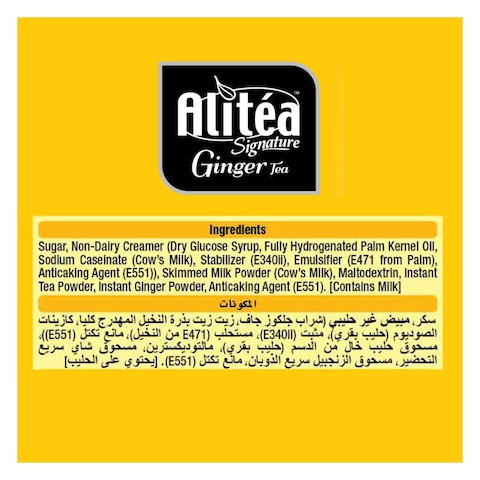 Alitéa™
Signature
Ginger Tea
Ingredients
Sugar, Non-Dairy Creamer (Dry Glucose Syrup, Fully Hydrogenated Palm Kernel Oil,
Sodium Caseinate (Cow's Milk), Stabilizer (E340ii), Emulsifier (E471 from Palm),
Anticaking Agent (E551)), Skimmed Milk Powder (Cow's Milk), Maltodextrin, Instant
Tea Powder, Instant Ginger Powder, Anticaking Agent (E551). [Contains Milk]
المكونات
سكر، مبيض غير حليبي (شراب جلكوز جاف، زيت زيت بذرة النخيل المهدرج كليا، كازينات
الصوديوم (حليب بقري)، مثبت (E340ii)، مستحلب (E471 من النخيل)، مانع تكتل (E551))،
مسحوق حليب خال من الدسم (حليب بقري)، مالتوديكسترين، مسحوق شاي سريع
التحضير، مسحوق الزنجبيل سريع الذوبان، مانع تكتل (E551). [يحتوي على الحليب]